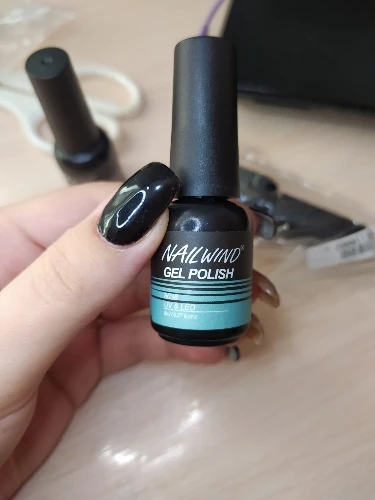 NAILWIND®
GEL POLISH
UV & LED